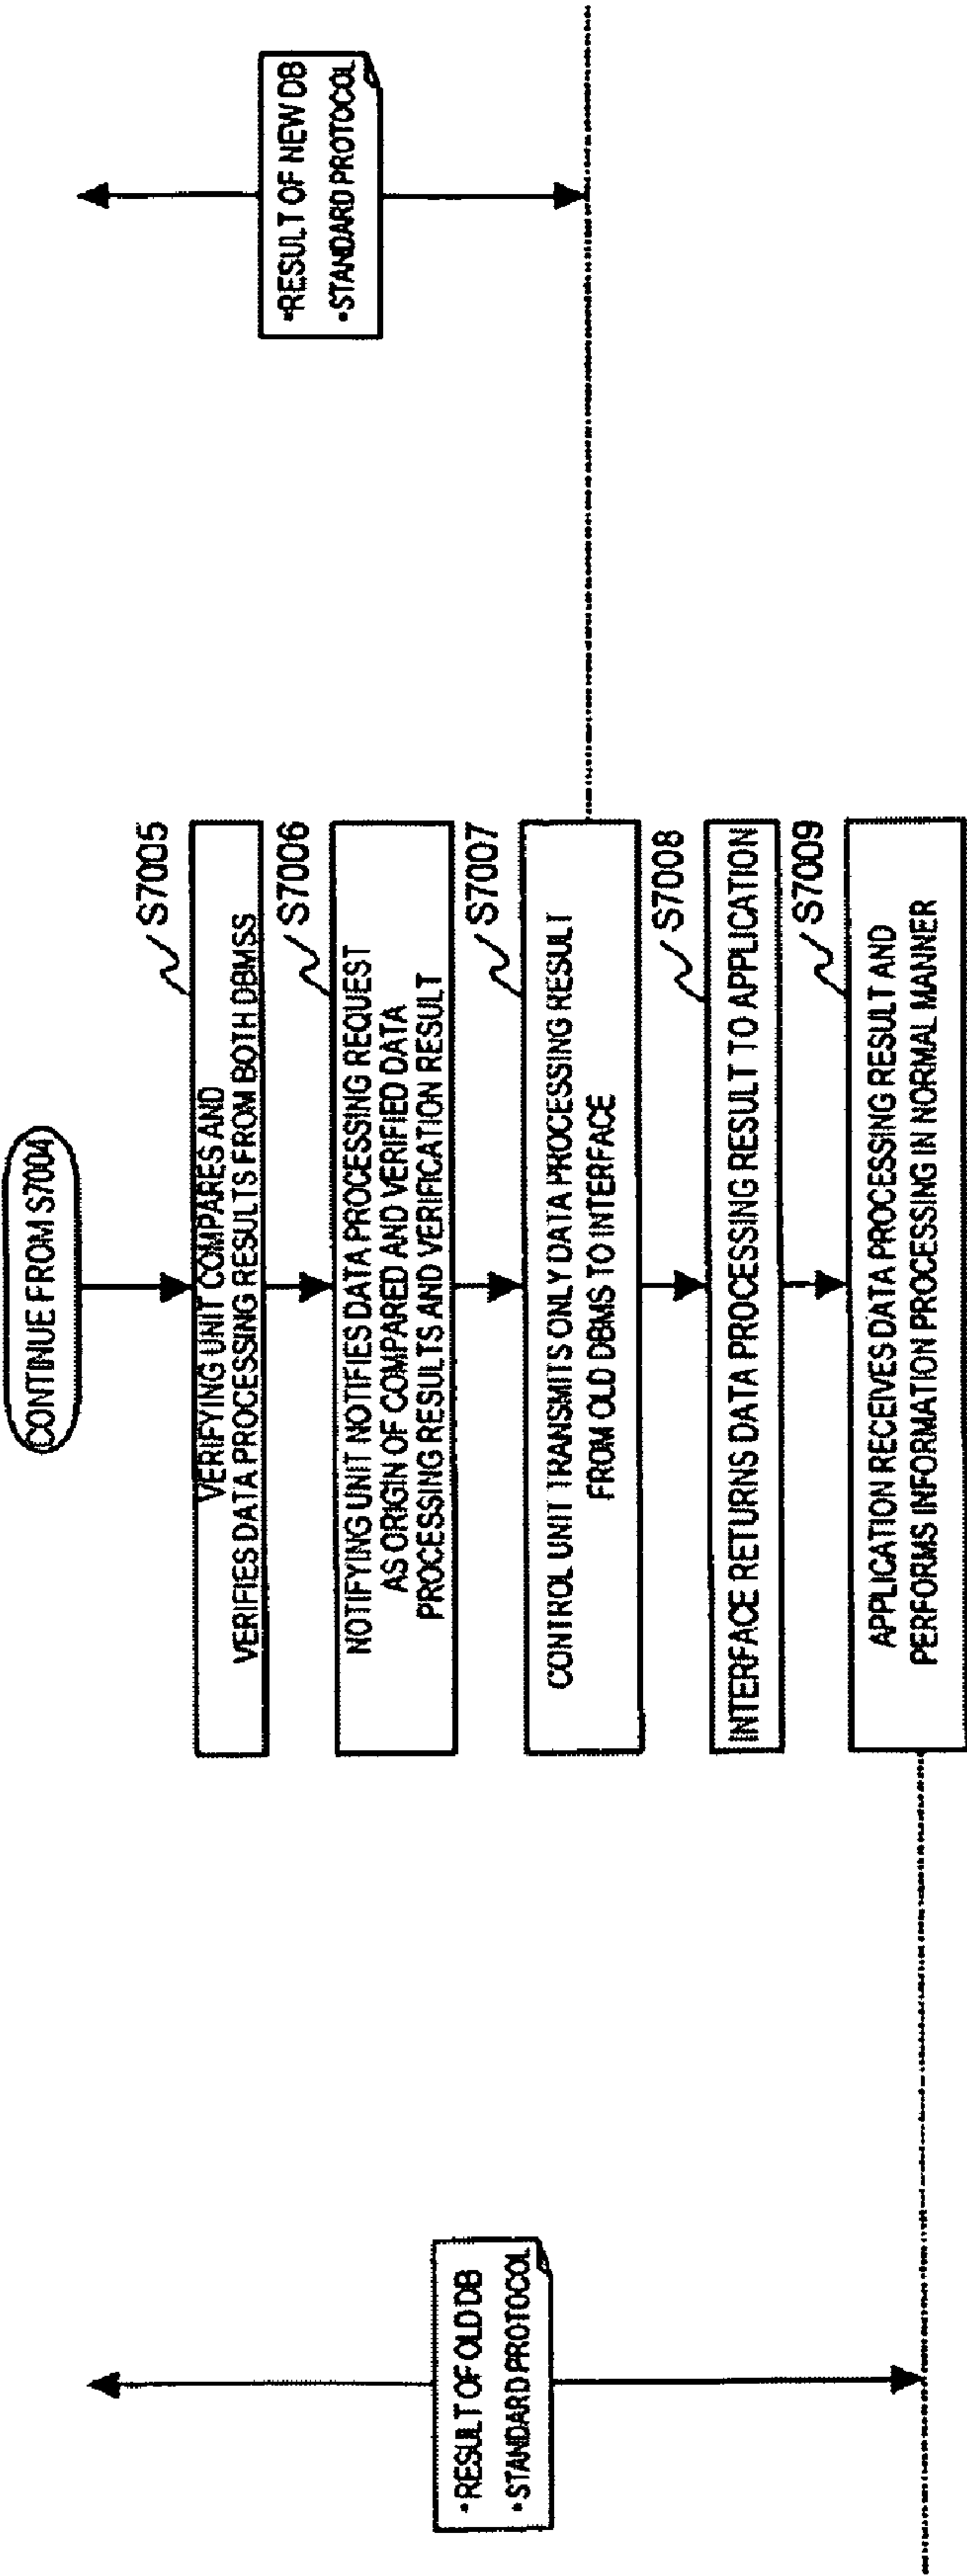 CONTINUE FROM S7004
S7005
VERIFYING UNIT COMPARES AND
VERIFIES DATA PROCESSING RESULTS FROM BOTH DBMSS
S7006
NOTIFYING UNIT NOTIFIES DATA PROCESSING REQUEST
AS ORIGIN OF COMPARED AND VERIFIED DATA
PROCESSING RESULTS AND VERIFICATION RESULT
S7007
CONTROL UNIT TRANSMITS ONLY DATA PROCESSING RESULT
FROM OLD DBMS TO INTERFACE
S7008
INTERFACE RETURNS DATA PROCESSING RESULT TO APPLICATION
S7009
APPLICATION RECEIVES DATA PROCESSING RESULT AND
PERFORMS INFORMATION PROCESSING IN NORMAL MANNER
•RESULT OF OLD DB
•STANDARD PROTOCOL
•RESULT OF NEW DB
•STANDARD PROTOCOL